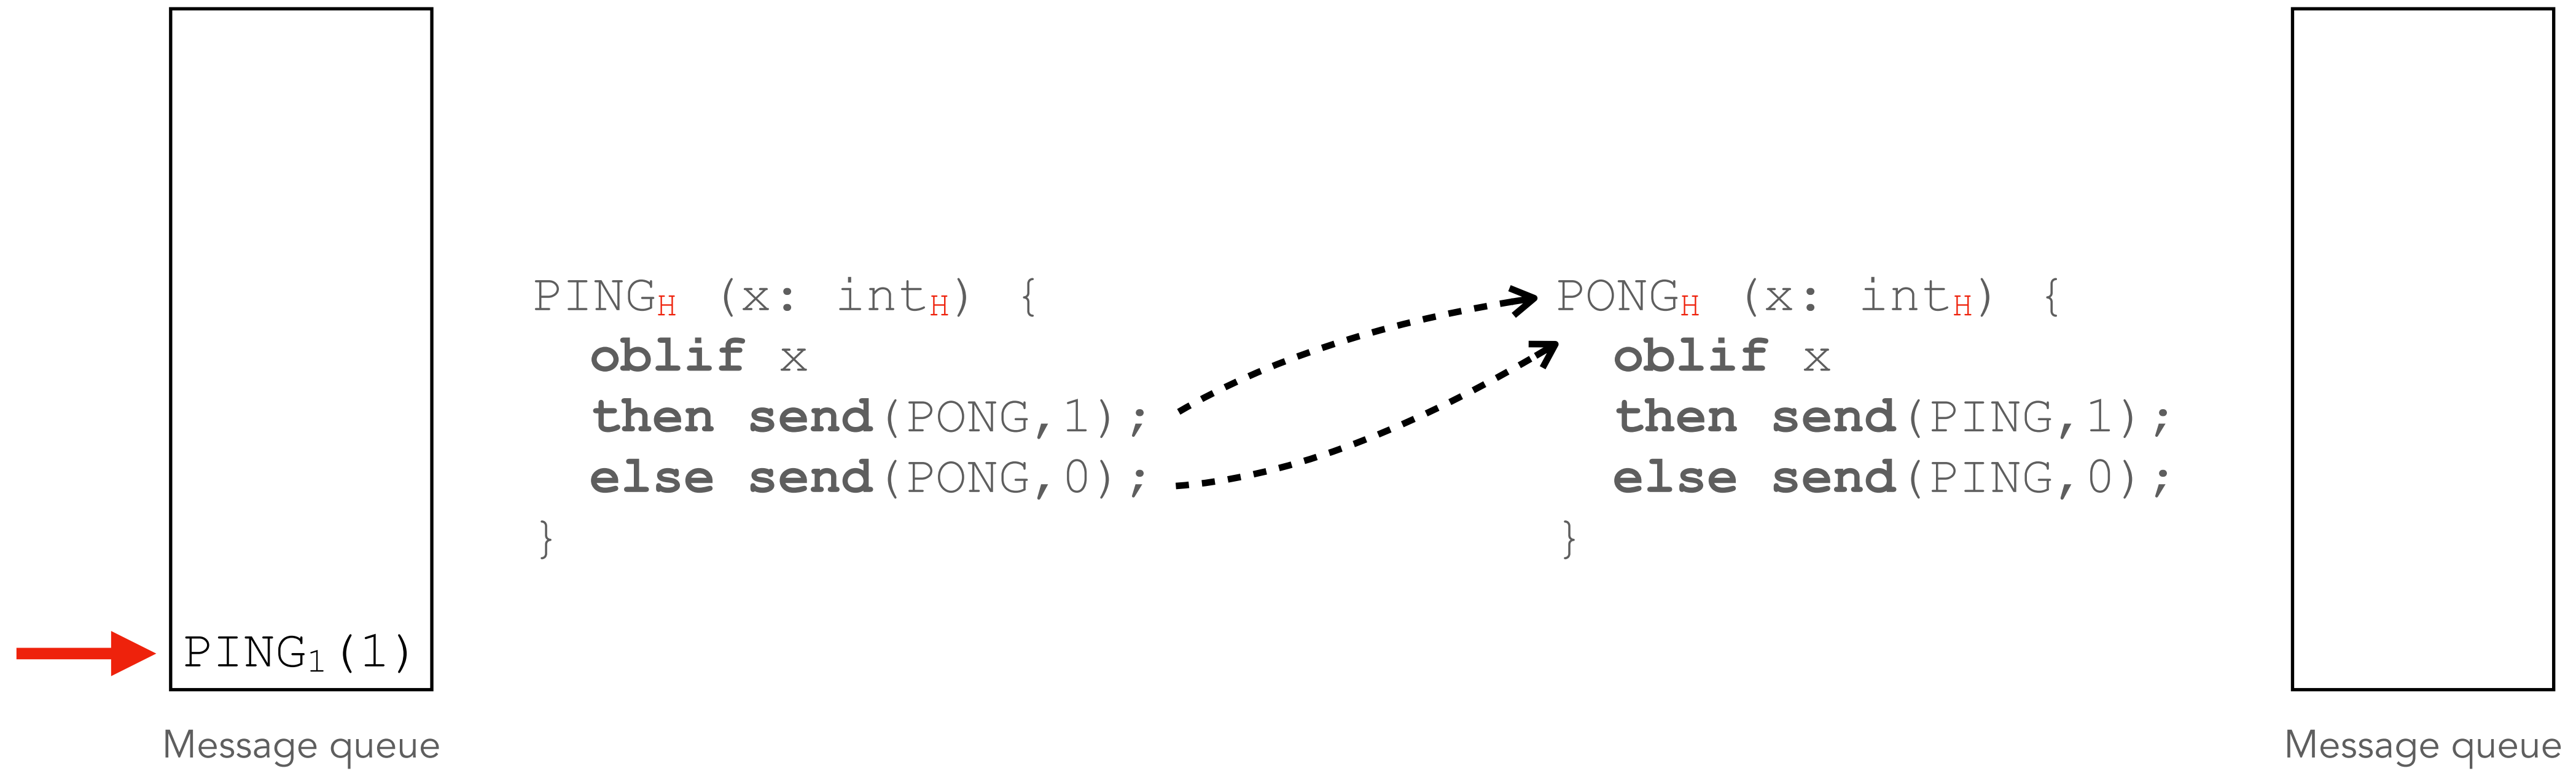 PING₁(1)
Message queue
PINGH (x: intH) {
oblif x
then send(PONG,1);
else send(PONG,0);
}
PONGH (x: intH) {
oblif x
then send(PING,1);
else send(PING,0);
}
Message queue